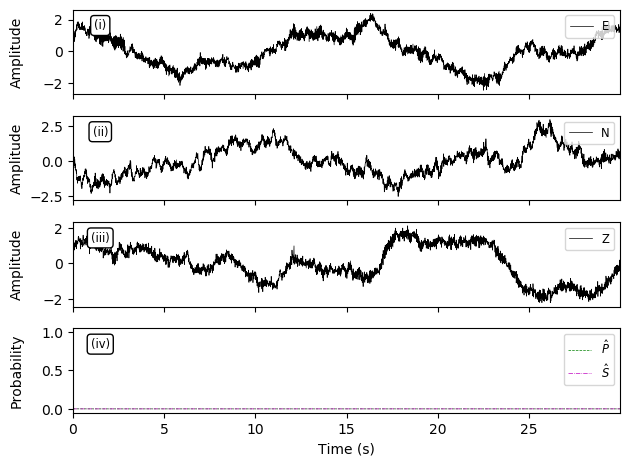 Amplitude
2
0
−2
(i)
E
Amplitude
2.5
0.0
−2.5
(ii)
N
Amplitude
2
0
−2
(iii)
Z
Probability
1.0
0.5
0.0
(iv)
P̂
Ŝ
0 5 10 15 20 25
Time (s)